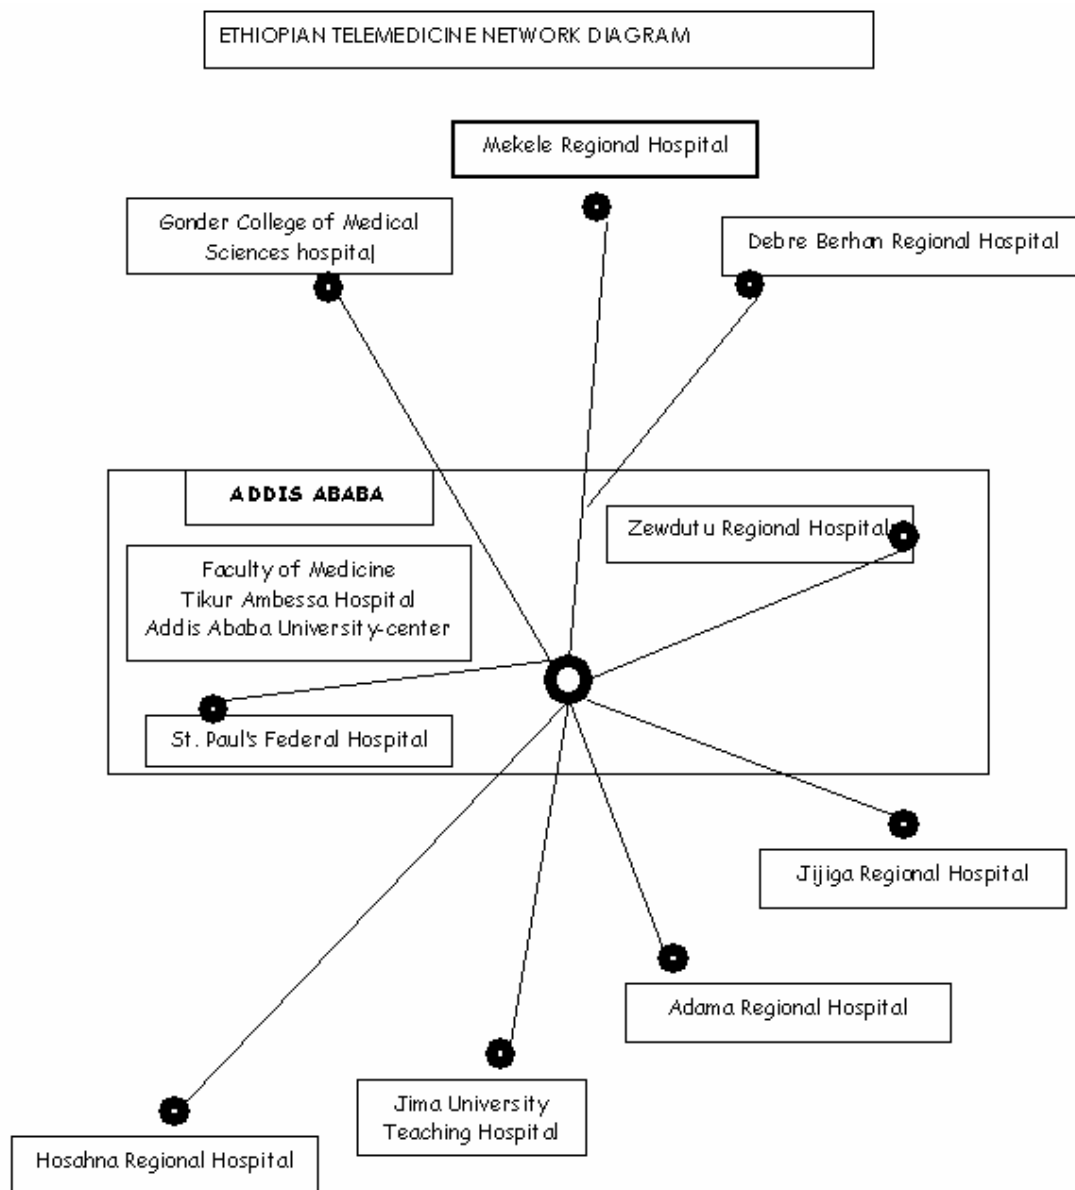 ETHIOPIAN TELEMEDICINE NETWORK DIAGRAM
Mekele Regional Hospital
Gonder College of Medical
Sciences hospital
Debre Berhan Regional Hospital
ADDIS ABABA
Zewdutu Regional Hospital
Faculty of Medicine
Tikur Ambessa Hospital
Addis Ababa University-center
St. Paul's Federal Hospital
Jijiga Regional Hospital
Adama Regional Hospital
Jima University
Teaching Hospital
Hosahna Regional Hospital